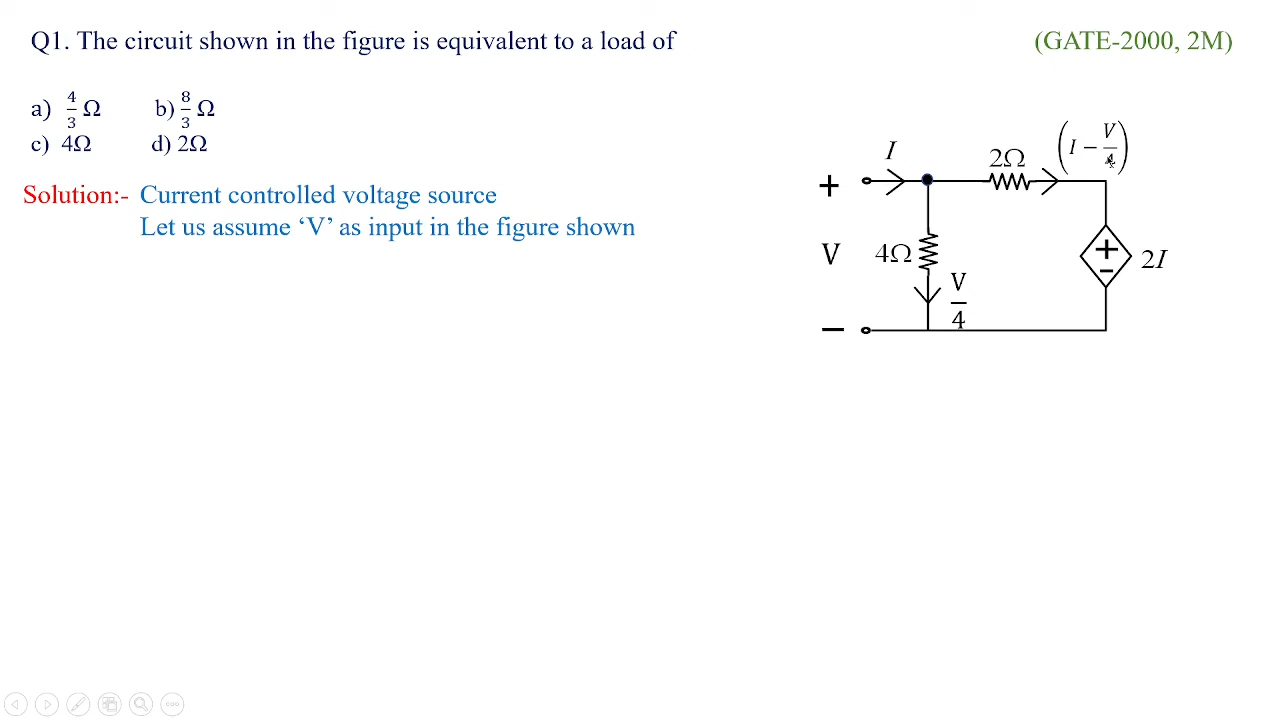 Q1. The circuit shown in the figure is equivalent to a load of (GATE-2000, 2M)
a) 4/3 Ω b) 8/3 Ω
c) 4Ω d) 2Ω
Solution:- Current controlled voltage source
Let us assume ‘V’ as input in the figure shown
I 2Ω (I − V/4)
+
V 4Ω + − 2I
V/4
−